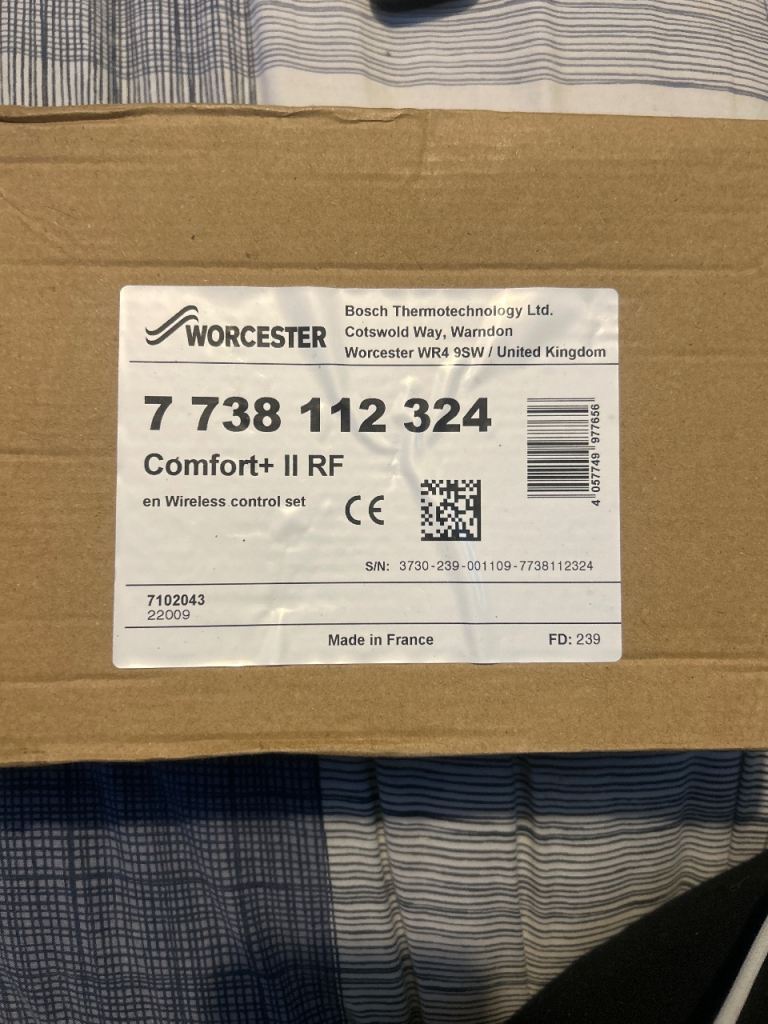 WORCESTER
Bosch Thermotechnology Ltd.
Cotswold Way, Warndon
Worcester WR4 9SW / United Kingdom
7 738 112 324
Comfort+ II RF
en Wireless control set
CE
4 057749 977656
S/N: 3730-239-001109-7738112324
7102043
22009
Made in France
FD: 239